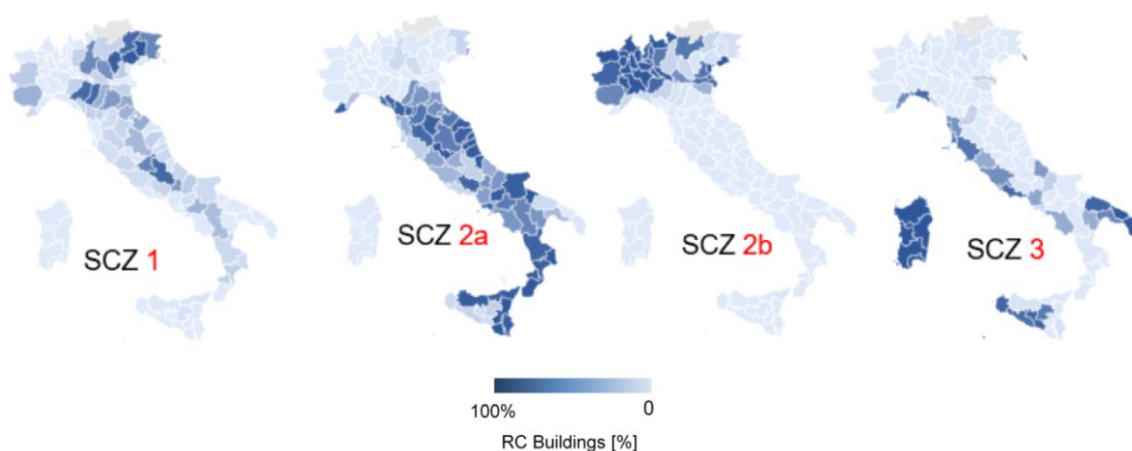 SCZ 1
SCZ 2a
SCZ 2b
SCZ 3
100%
0
RC Buildings [%]